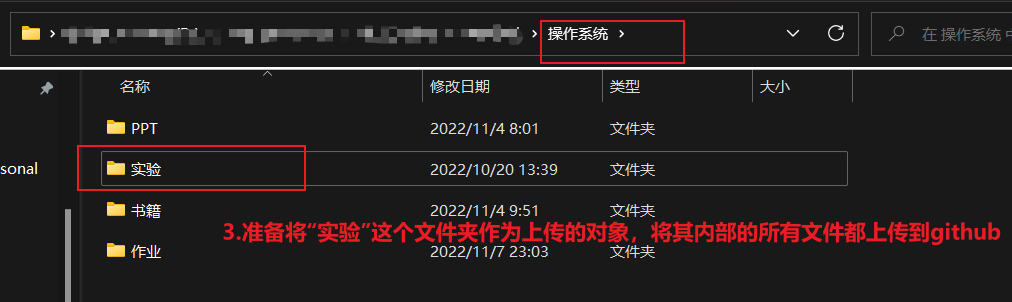 操作系统
在 操作系统 中
名称 修改日期 类型 大小
PPT 2022/11/4 8:01 文件夹
sonal 实验 2022/10/20 13:39 文件夹
书籍 2022/11/4 9:51 文件夹
3.准备将“实验”这个文件夹作为上传的对象，将其内部的所有文件都上传到github
作业 2022/11/7 23:03 文件夹